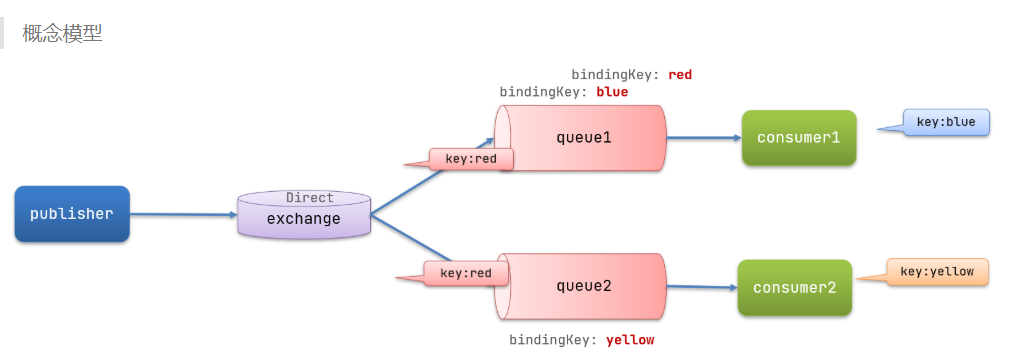 概念模型
bindingKey: red
bindingKey: blue
queue1
consumer1
key:blue
key:red
publisher
Direct
exchange
key:red
queue2
consumer2
key:yellow
bindingKey: yellow